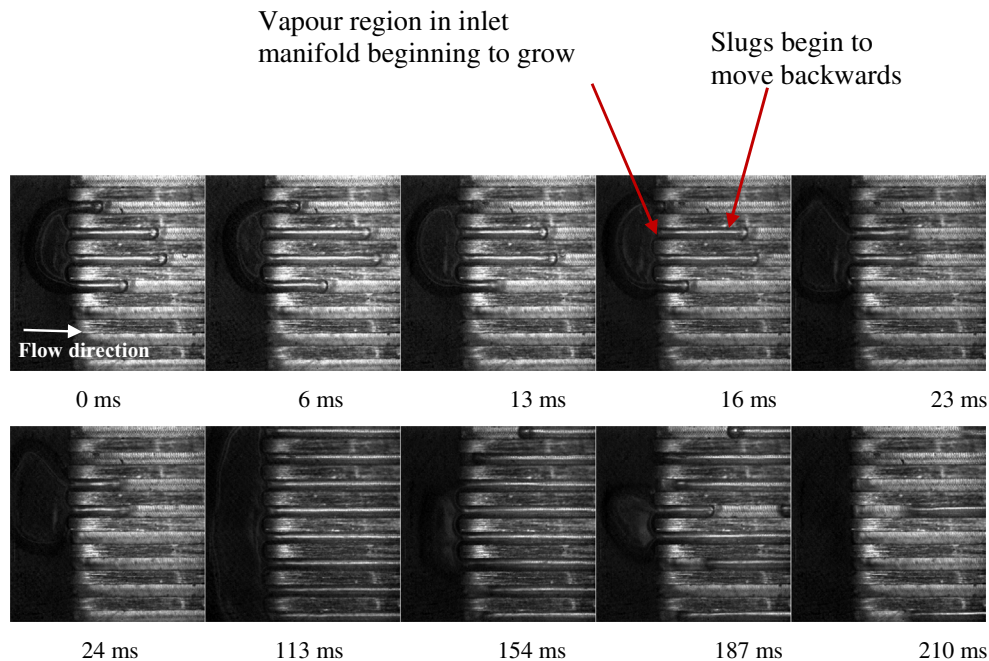 Vapour region in inlet
manifold beginning to grow
Slugs begin to
move backwards
Flow direction
0 ms
6 ms
13 ms
16 ms
23 ms
24 ms
113 ms
154 ms
187 ms
210 ms